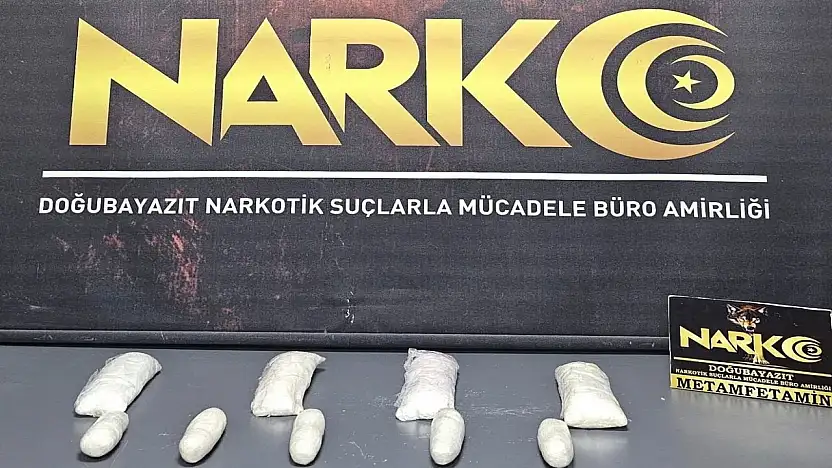 NARKO
DOĞUBAYAZIT NARKOTİK SUÇLARLA MÜCADELE BÜRO AMİRLİĞİ
NARKO
DOĞUBAYAZIT
NARKOTİK SUÇLARLA MÜCADELE BÜRO AMİRLİĞİ
METAMFETAMİN